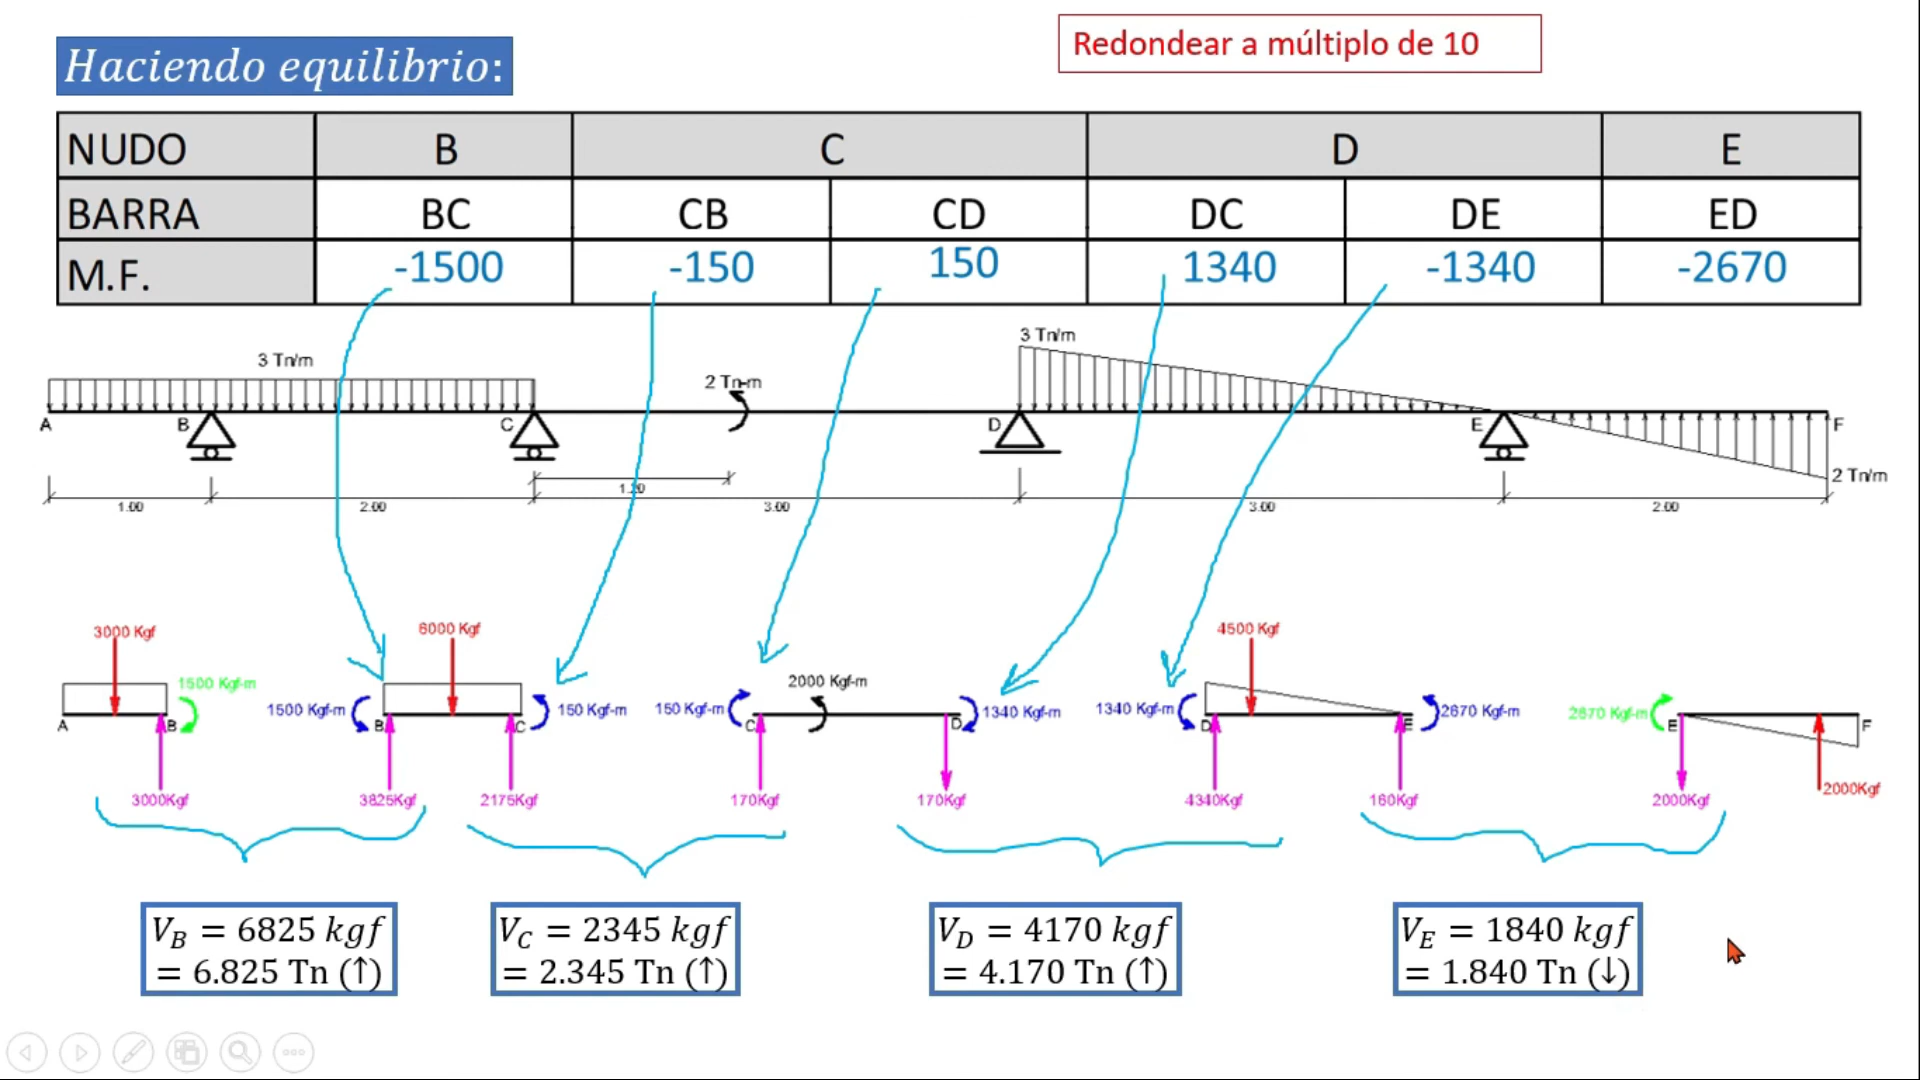 Redondear a múltiplo de 10
Haciendo equilibrio:
NUDO B C D E
BARRA BC CB CD DC DE ED
M.F. -1500 -150 150 1340 -1340 -2670
3 Tn/m
3 Tn/m
2 Tn-m
A B C D E F
2 Tn/m
1.20
1.00 2.00 3.00 3.00 2.00
3000 Kgf 6000 Kgf 4500 Kgf
1500 Kgf-m 2000 Kgf-m
1500 Kgf-m 150 Kgf-m 150 Kgf-m 1340 Kgf-m 1340 Kgf-m 2670 Kgf-m 2670 Kgf-m
A B B C C D D E E F
3000Kgf 3825Kgf 2175Kgf 170Kgf 170Kgf 4340Kgf 160Kgf 2000Kgf 2000Kgf
V_B = 6825 kgf
= 6.825 Tn (↑)
V_C = 2345 kgf
= 2.345 Tn (↑)
V_D = 4170 kgf
= 4.170 Tn (↑)
V_E = 1840 kgf
= 1.840 Tn (↓)